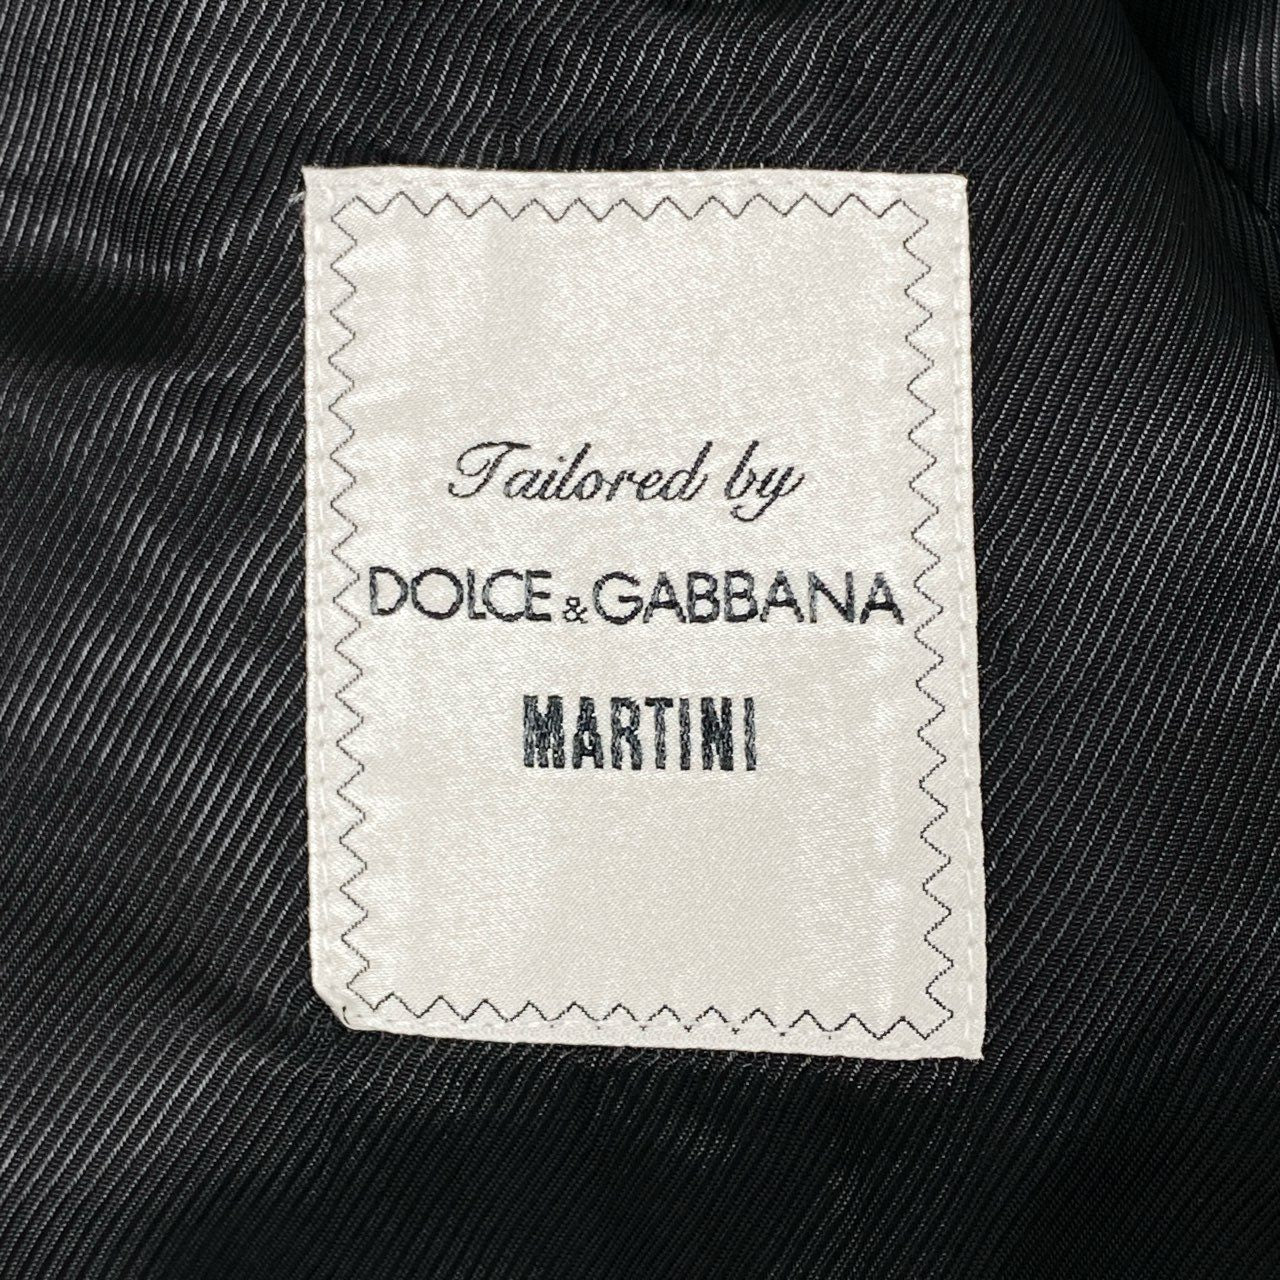 Tailored by
DOLCE & GABBANA
MARTINI